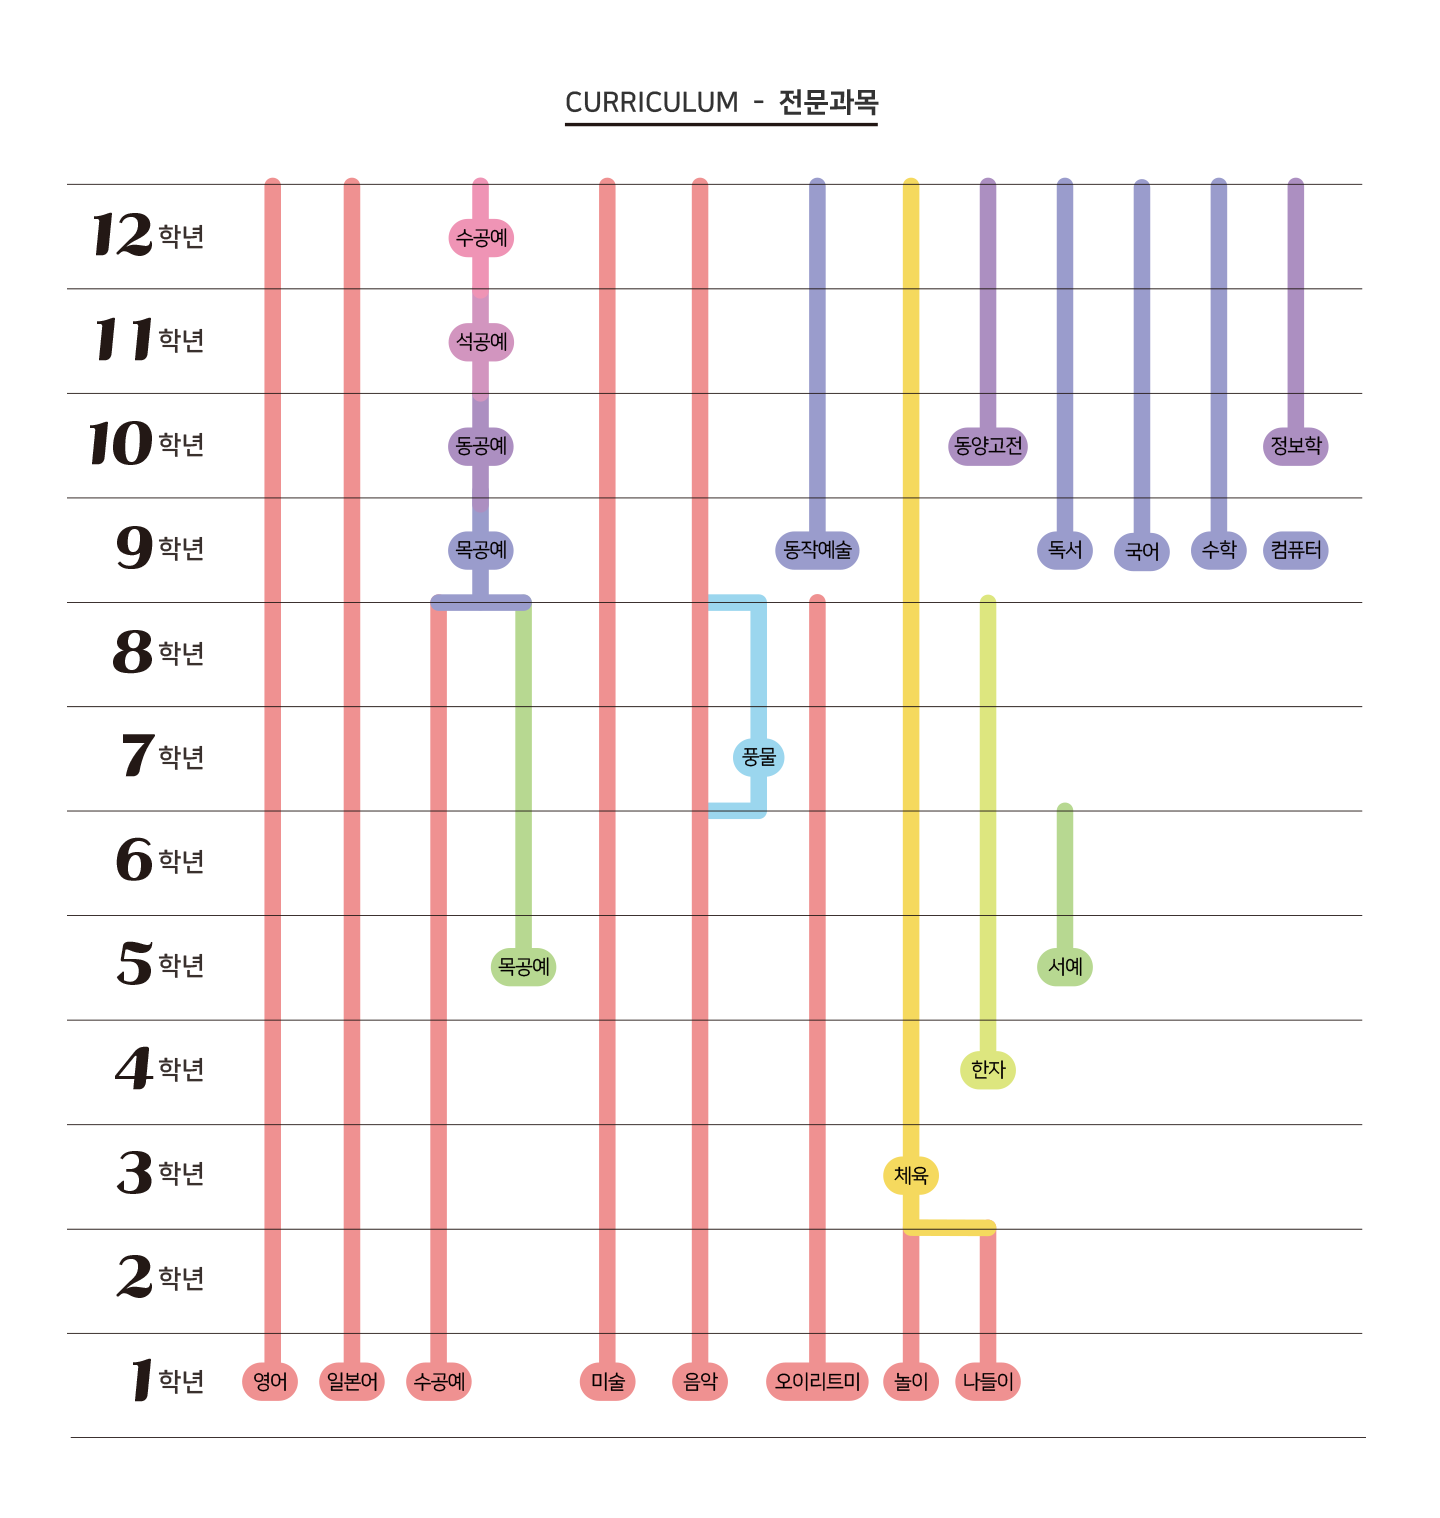 CURRICULUM - 전문과목
12학년
수공예
11학년
석공예
10학년
동공예
동양고전
정보학
9학년
목공예
동작예술
독서
국어
수학
컴퓨터
8학년
7학년
풍물
6학년
5학년
목공예
서예
4학년
한자
3학년
체육
2학년
1학년
영어
일본어
수공예
미술
음악
오이리트미
놀이
나들이